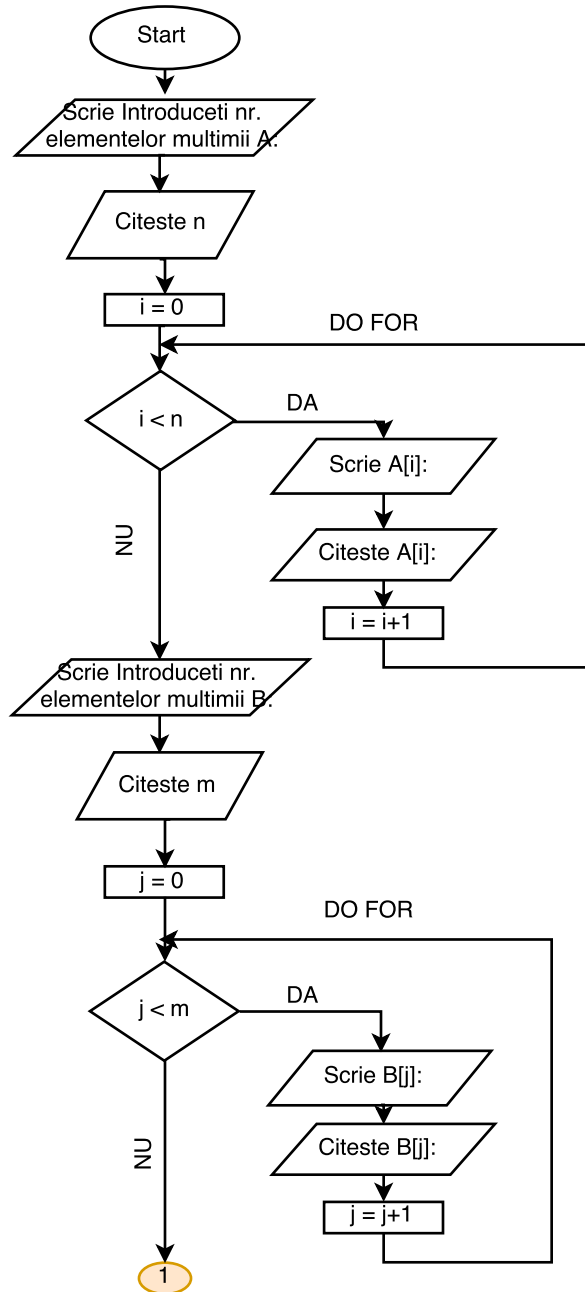 Start
Scrie Introduceti nr.
elementelor multimii A:
Citeste n
i = 0
DO FOR
i < n
DA
Scrie A[i]:
NU
Citeste A[i]:
i = i+1
Scrie Introduceti nr.
elementelor multimii B:
Citeste m
j = 0
DO FOR
j < m
DA
Scrie B[j]:
NU
Citeste B[j]:
j = j+1
1